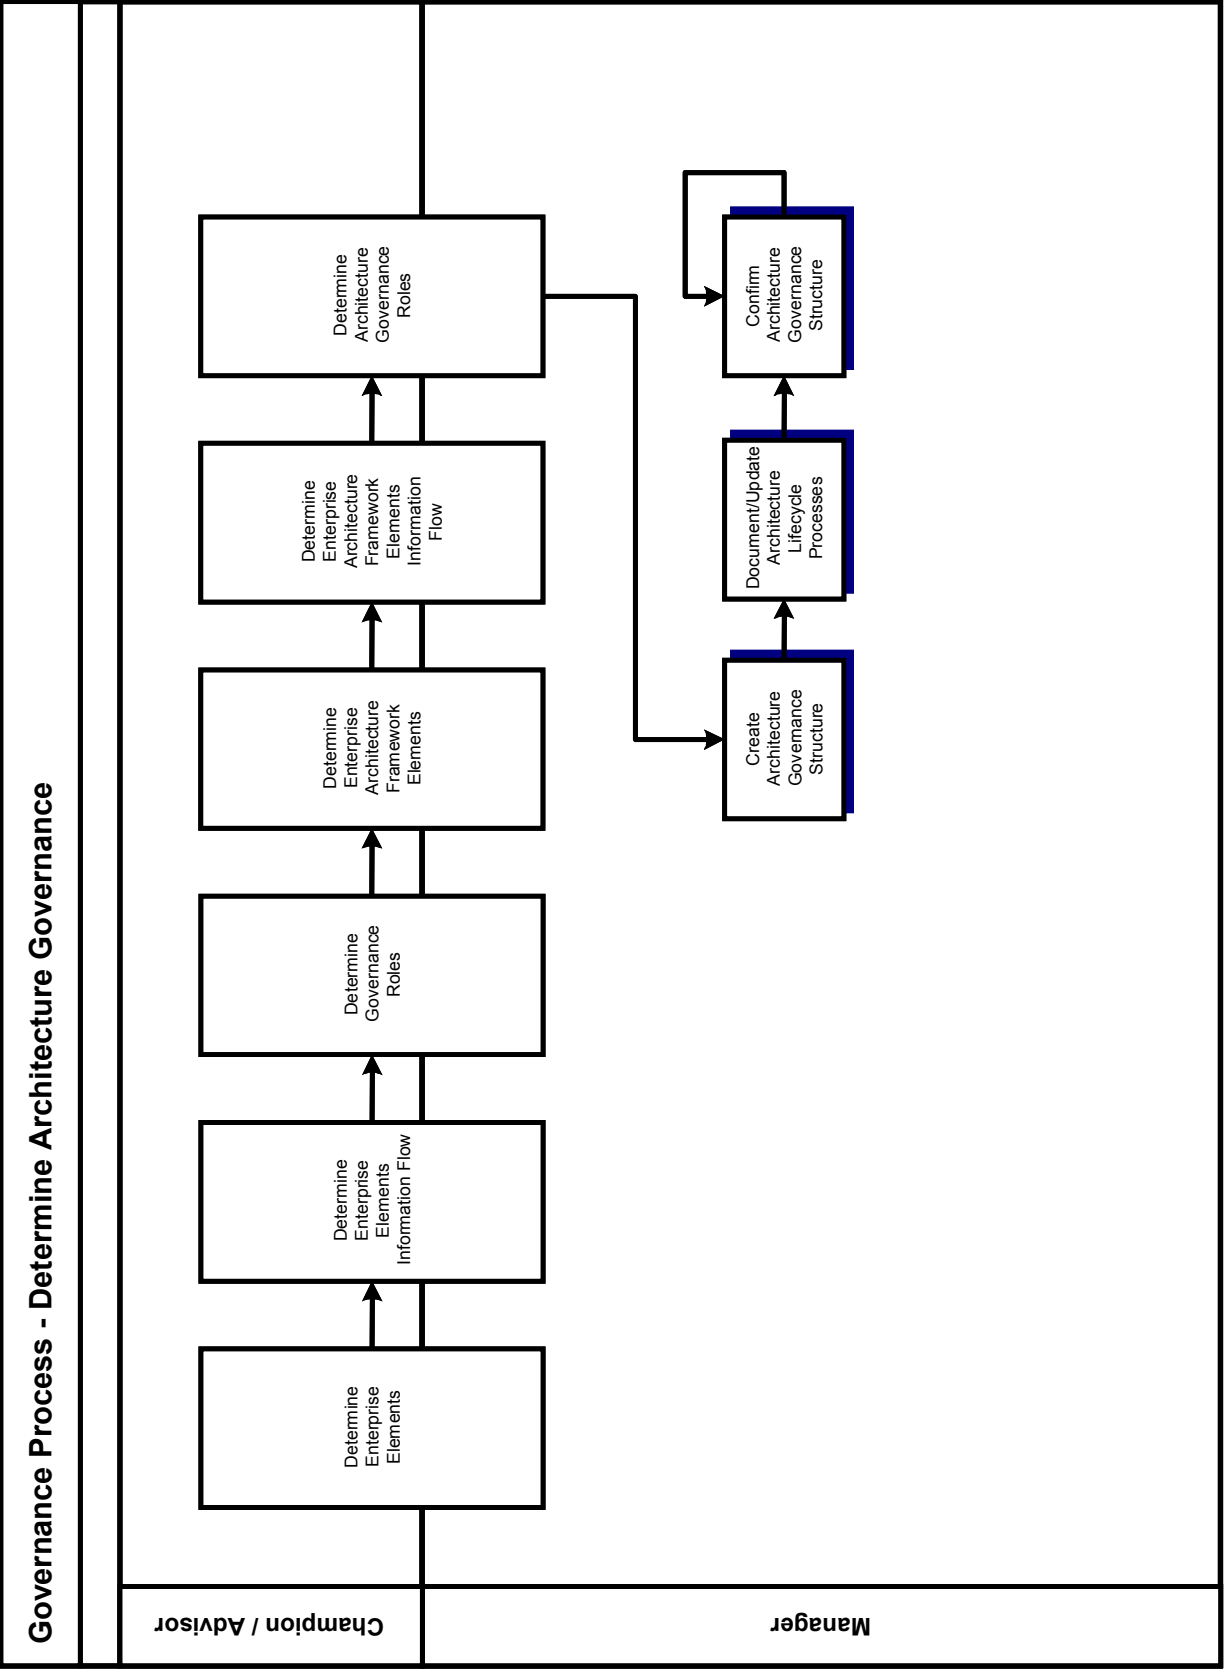 Governance Process - Determine Architecture Governance
Champion / Advisor
Determine
Enterprise
Elements
Determine
Enterprise
Elements
Information Flow
Determine
Governance
Roles
Determine
Enterprise
Architecture
Framework
Elements
Determine
Enterprise
Architecture
Framework
Elements
Information
Flow
Determine
Architecture
Governance
Roles
Manager
Create
Architecture
Governance
Structure
Document/Update
Architecture
Lifecycle
Processes
Confirm
Architecture
Governance
Structure